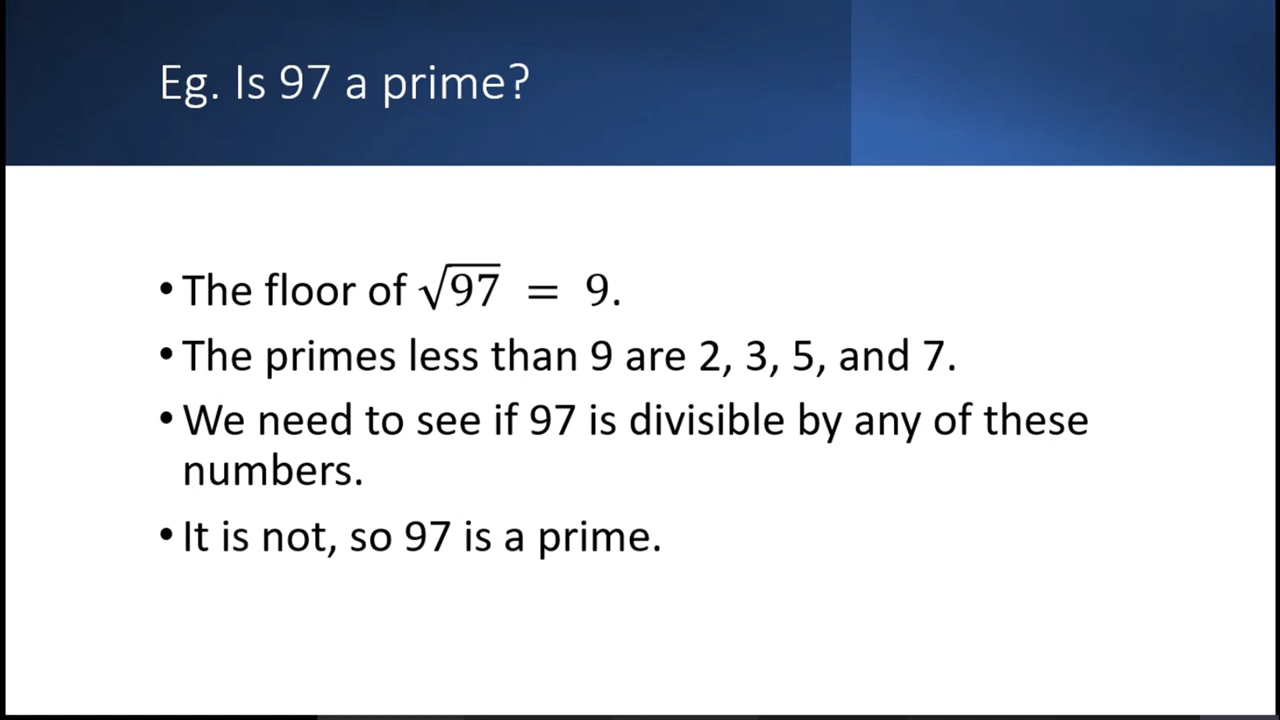 Eg. Is 97 a prime?
• The floor of √97 = 9.
• The primes less than 9 are 2, 3, 5, and 7.
• We need to see if 97 is divisible by any of these
numbers.
• It is not, so 97 is a prime.